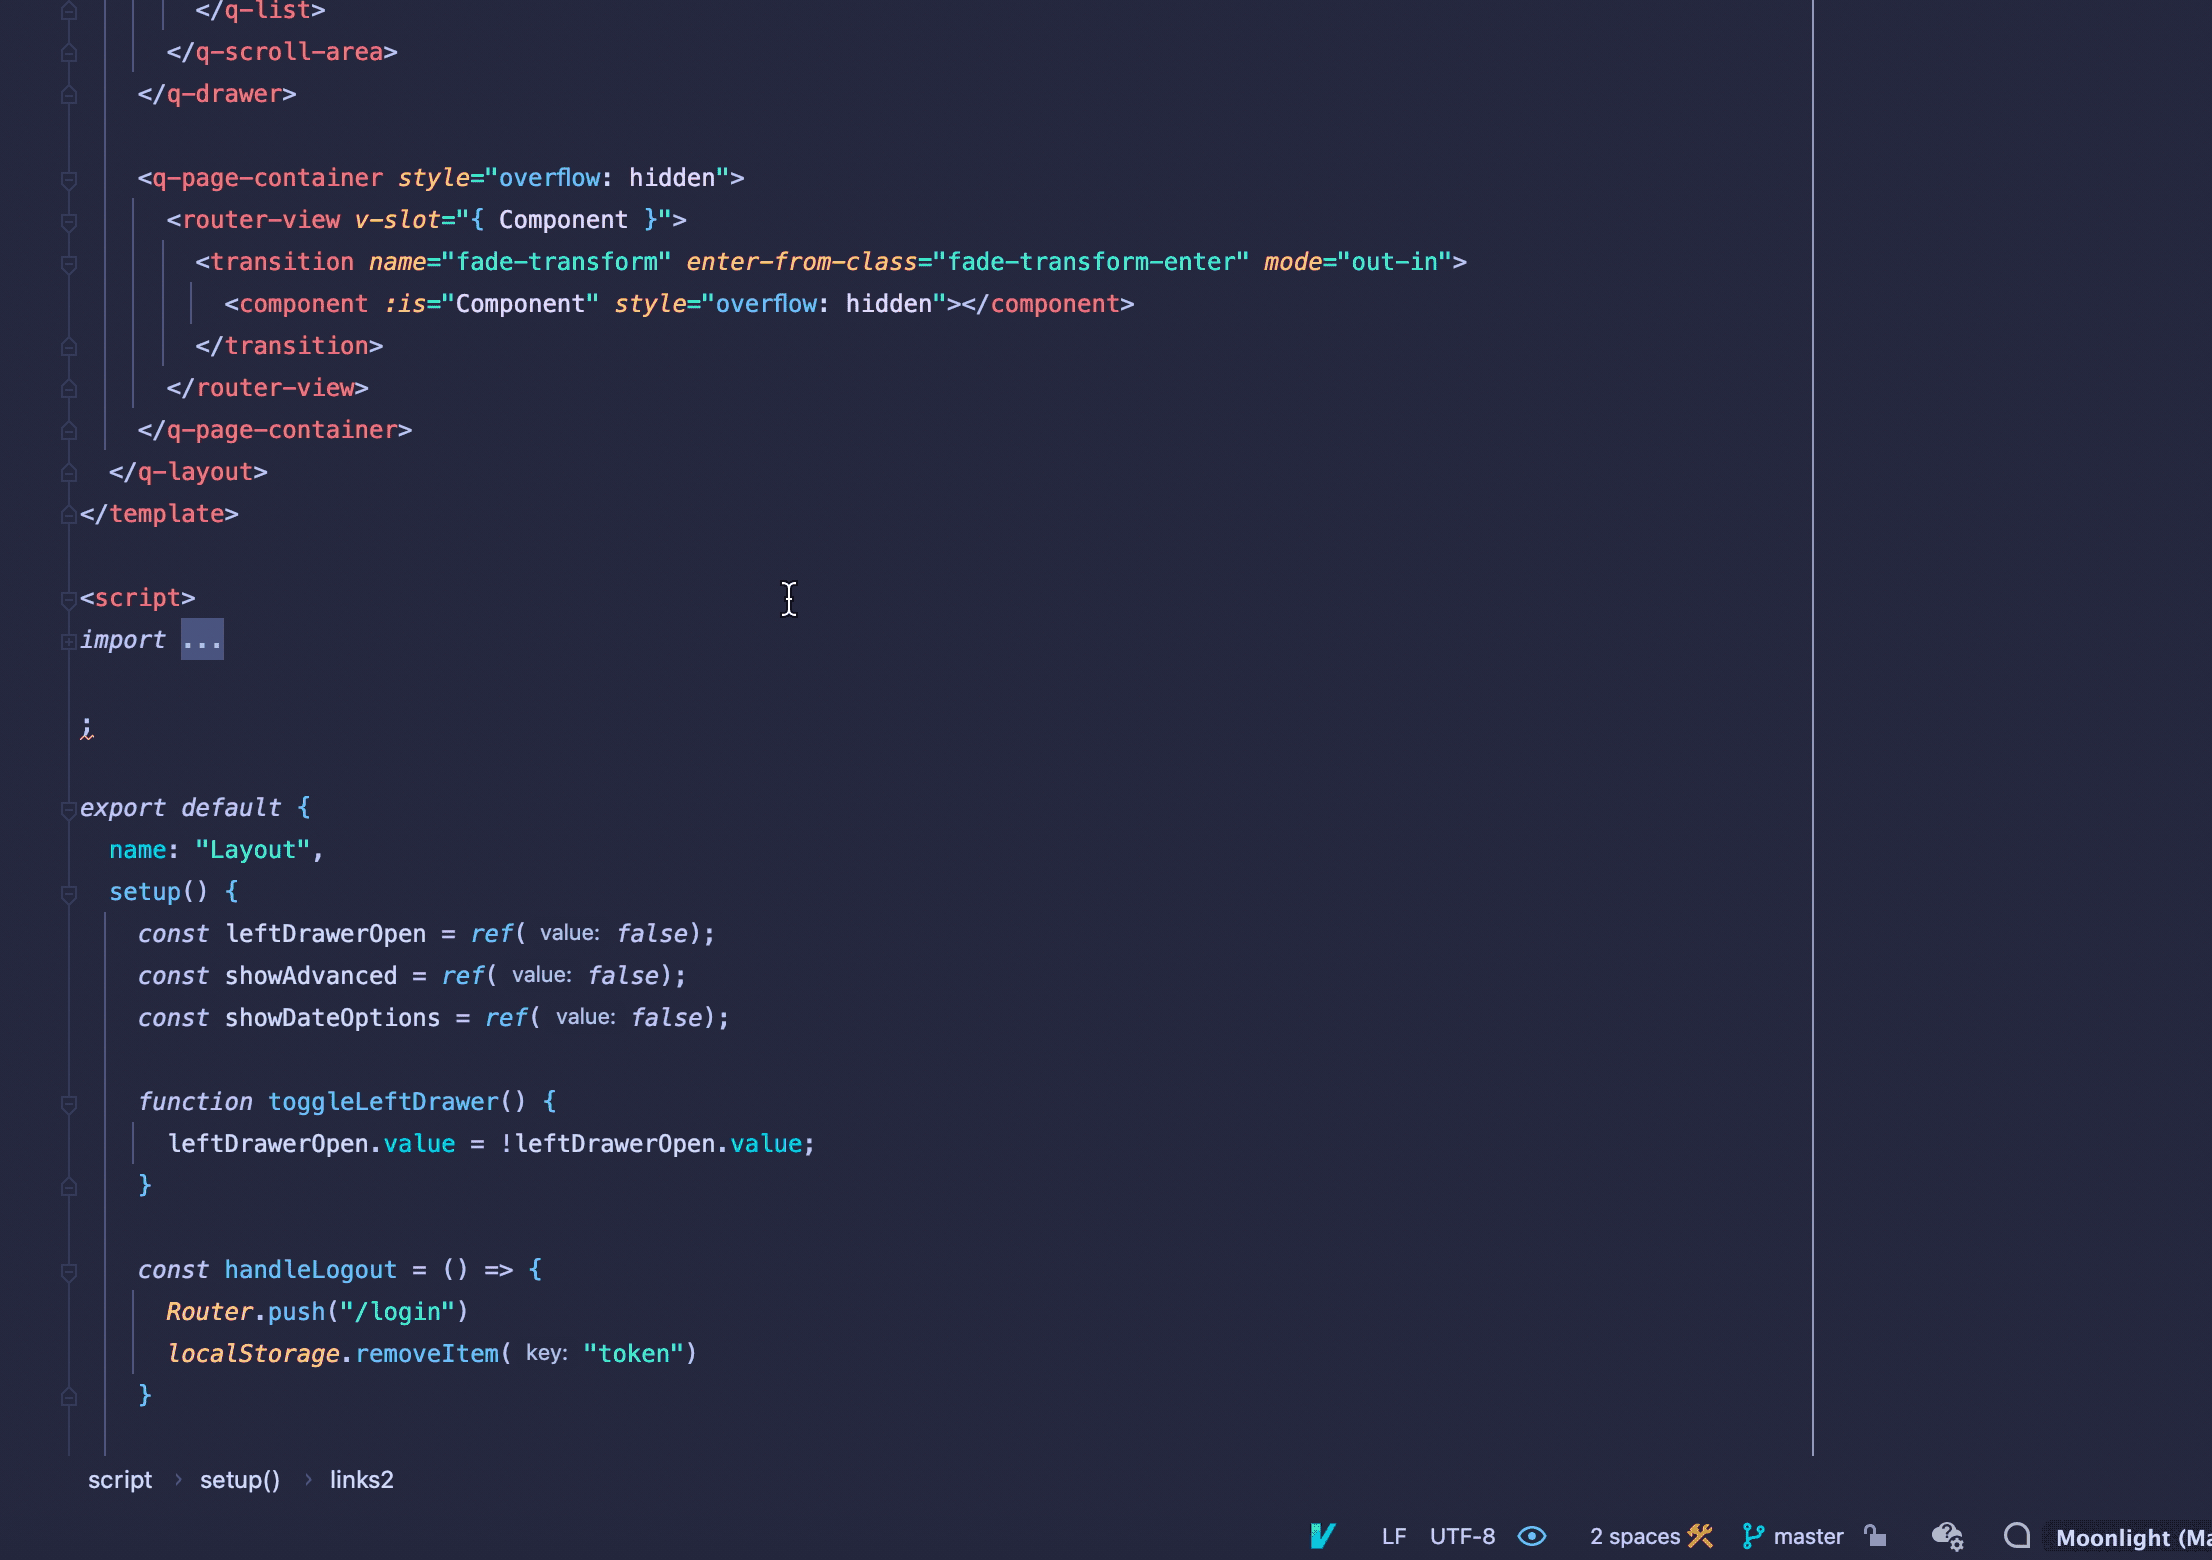 </q-list>
</q-scroll-area>
</q-drawer>
<q-page-container style="overflow: hidden">
<router-view v-slot="{ Component }">
<transition name="fade-transform" enter-from-class="fade-transform-enter" mode="out-in">
<component :is="Component" style="overflow: hidden"></component>
</transition>
</router-view>
</q-page-container>
</q-layout>
</template>
<script>
import ...
;
export default {
name: "Layout",
setup() {
const leftDrawerOpen = ref( value: false);
const showAdvanced = ref( value: false);
const showDateOptions = ref( value: false);
function toggleLeftDrawer() {
leftDrawerOpen.value = !leftDrawerOpen.value;
}
const handleLogout = () => {
Router.push("/login")
localStorage.removeItem( key: "token")
}
script › setup() › links2
LF UTF-8 2 spaces master Moonlight (Ma